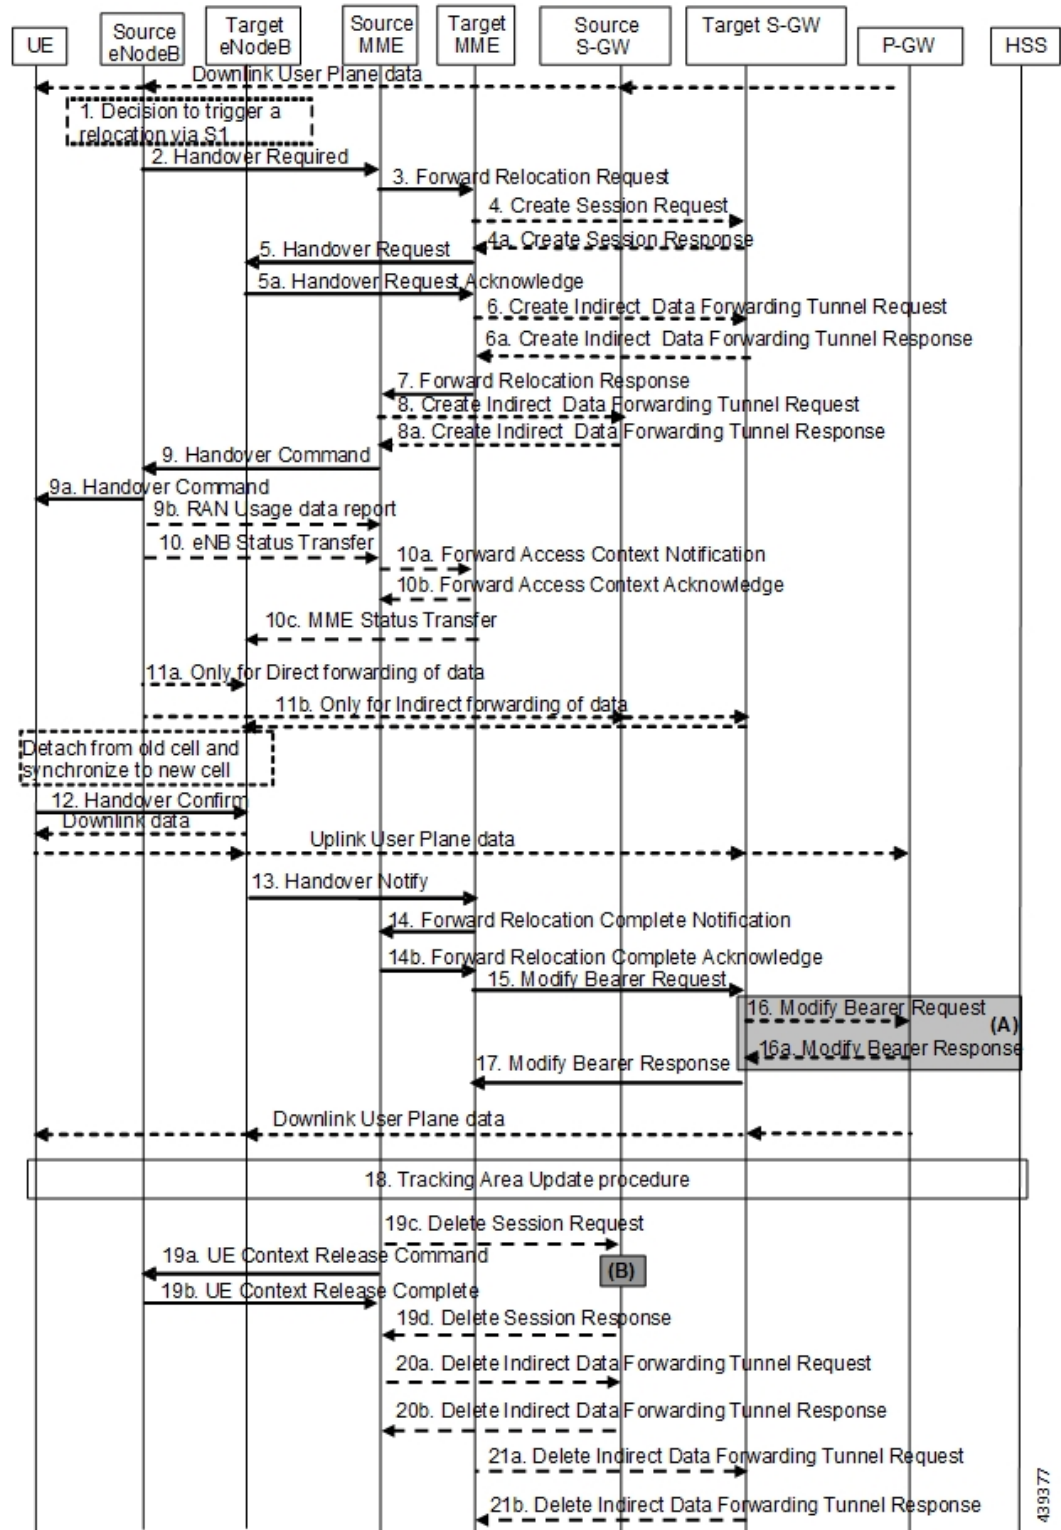 UE
Source
eNodeB
Target
eNodeB
Source
MME
Target
MME
Source
S-GW
Target S-GW
P-GW
HSS
Downlink User Plane data
1. Decision to trigger a
relocation via S1
2. Handover Required
3. Forward Relocation Request
4. Create Session Request
4a. Create Session Response
5. Handover Request
5a. Handover Request Acknowledge
6. Create Indirect Data Forwarding Tunnel Request
6a. Create Indirect Data Forwarding Tunnel Response
7. Forward Relocation Response
8. Create Indirect Data Forwarding Tunnel Request
8a. Create Indirect Data Forwarding Tunnel Response
9. Handover Command
9a. Handover Command
9b. RAN Usage data report
10. eNB Status Transfer
10a. Forward Access Context Notification
10b. Forward Access Context Acknowledge
10c. MME Status Transfer
11a. Only for Direct forwarding of data
11b. Only for Indirect forwarding of data
Detach from old cell and
synchronize to new cell
12. Handover Confirm
Downlink data
Uplink User Plane data
13. Handover Notify
14. Forward Relocation Complete Notification
14b. Forward Relocation Complete Acknowledge
15. Modify Bearer Request
16. Modify Bearer Request
(A)
16a. Modify Bearer Response
17. Modify Bearer Response
Downlink User Plane data
18. Tracking Area Update procedure
19c. Delete Session Request
19a. UE Context Release Command
(B)
19b. UE Context Release Complete
19d. Delete Session Response
20a. Delete Indirect Data Forwarding Tunnel Request
20b. Delete Indirect Data Forwarding Tunnel Response
21a. Delete Indirect Data Forwarding Tunnel Request
21b. Delete Indirect Data Forwarding Tunnel Response
439377